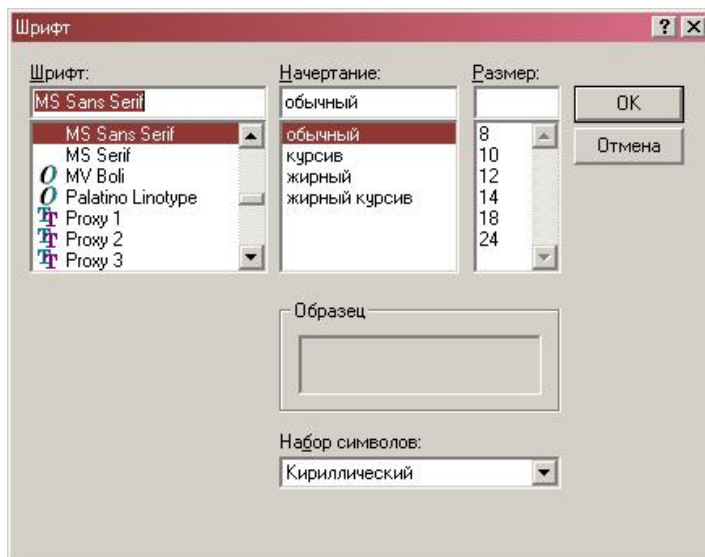 Шрифт
Шрифт:
MS Sans Serif
MS Sans Serif
MS Serif
MV Boli
Palatino Linotype
Proxy 1
Proxy 2
Proxy 3
Начертание:
обычный
обычный
курсив
жирный
жирный курсив
Размер:
8
10
12
14
18
24
OK
Отмена
Образец
Набор символов:
Кириллический